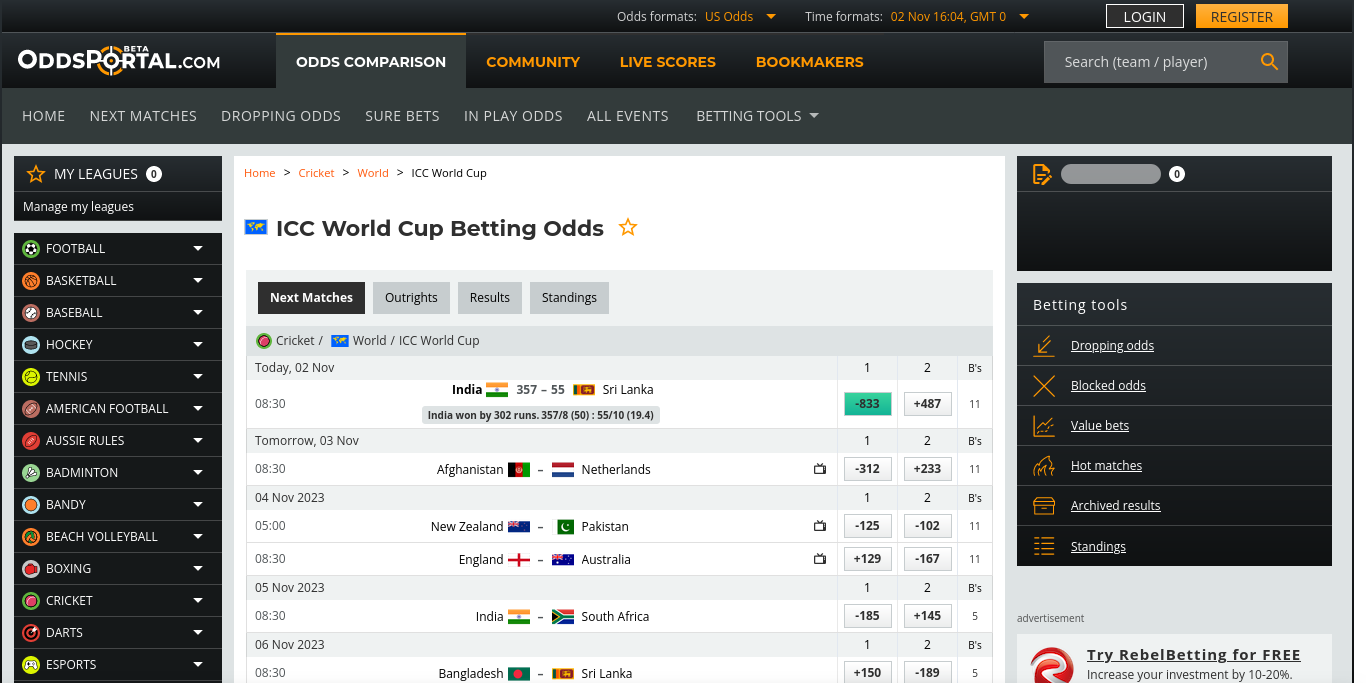 Odds formats: US Odds Time formats: 02 Nov 16:04, GMT 0 LOGIN REGISTER
ODDSPORTAL.COM BETA
ODDS COMPARISON COMMUNITY LIVE SCORES BOOKMAKERS Search (team / player)
HOME NEXT MATCHES DROPPING ODDS SURE BETS IN PLAY ODDS ALL EVENTS BETTING TOOLS
MY LEAGUES 0
Manage my leagues
FOOTBALL
BASKETBALL
BASEBALL
HOCKEY
TENNIS
AMERICAN FOOTBALL
AUSSIE RULES
BADMINTON
BANDY
BEACH VOLLEYBALL
BOXING
CRICKET
DARTS
ESPORTS
Home > Cricket > World > ICC World Cup
ICC World Cup Betting Odds
Next Matches Outrights Results Standings
Cricket / World / ICC World Cup
Today, 02 Nov 1 2 B's
08:30 India 357 – 55 Sri Lanka -833 +487 11
India won by 302 runs. 357/8 (50) : 55/10 (19.4)
Tomorrow, 03 Nov 1 2 B's
08:30 Afghanistan – Netherlands -312 +233 11
04 Nov 2023 1 2 B's
05:00 New Zealand – Pakistan -125 -102 11
08:30 England – Australia +129 -167 11
05 Nov 2023 1 2 B's
08:30 India – South Africa -185 +145 5
06 Nov 2023 1 2 B's
08:30 Bangladesh – Sri Lanka +150 -189 5
0
Betting tools
Dropping odds
Blocked odds
Value bets
Hot matches
Archived results
Standings
advertisement
Try RebelBetting for FREE
Increase your investment by 10-20%.